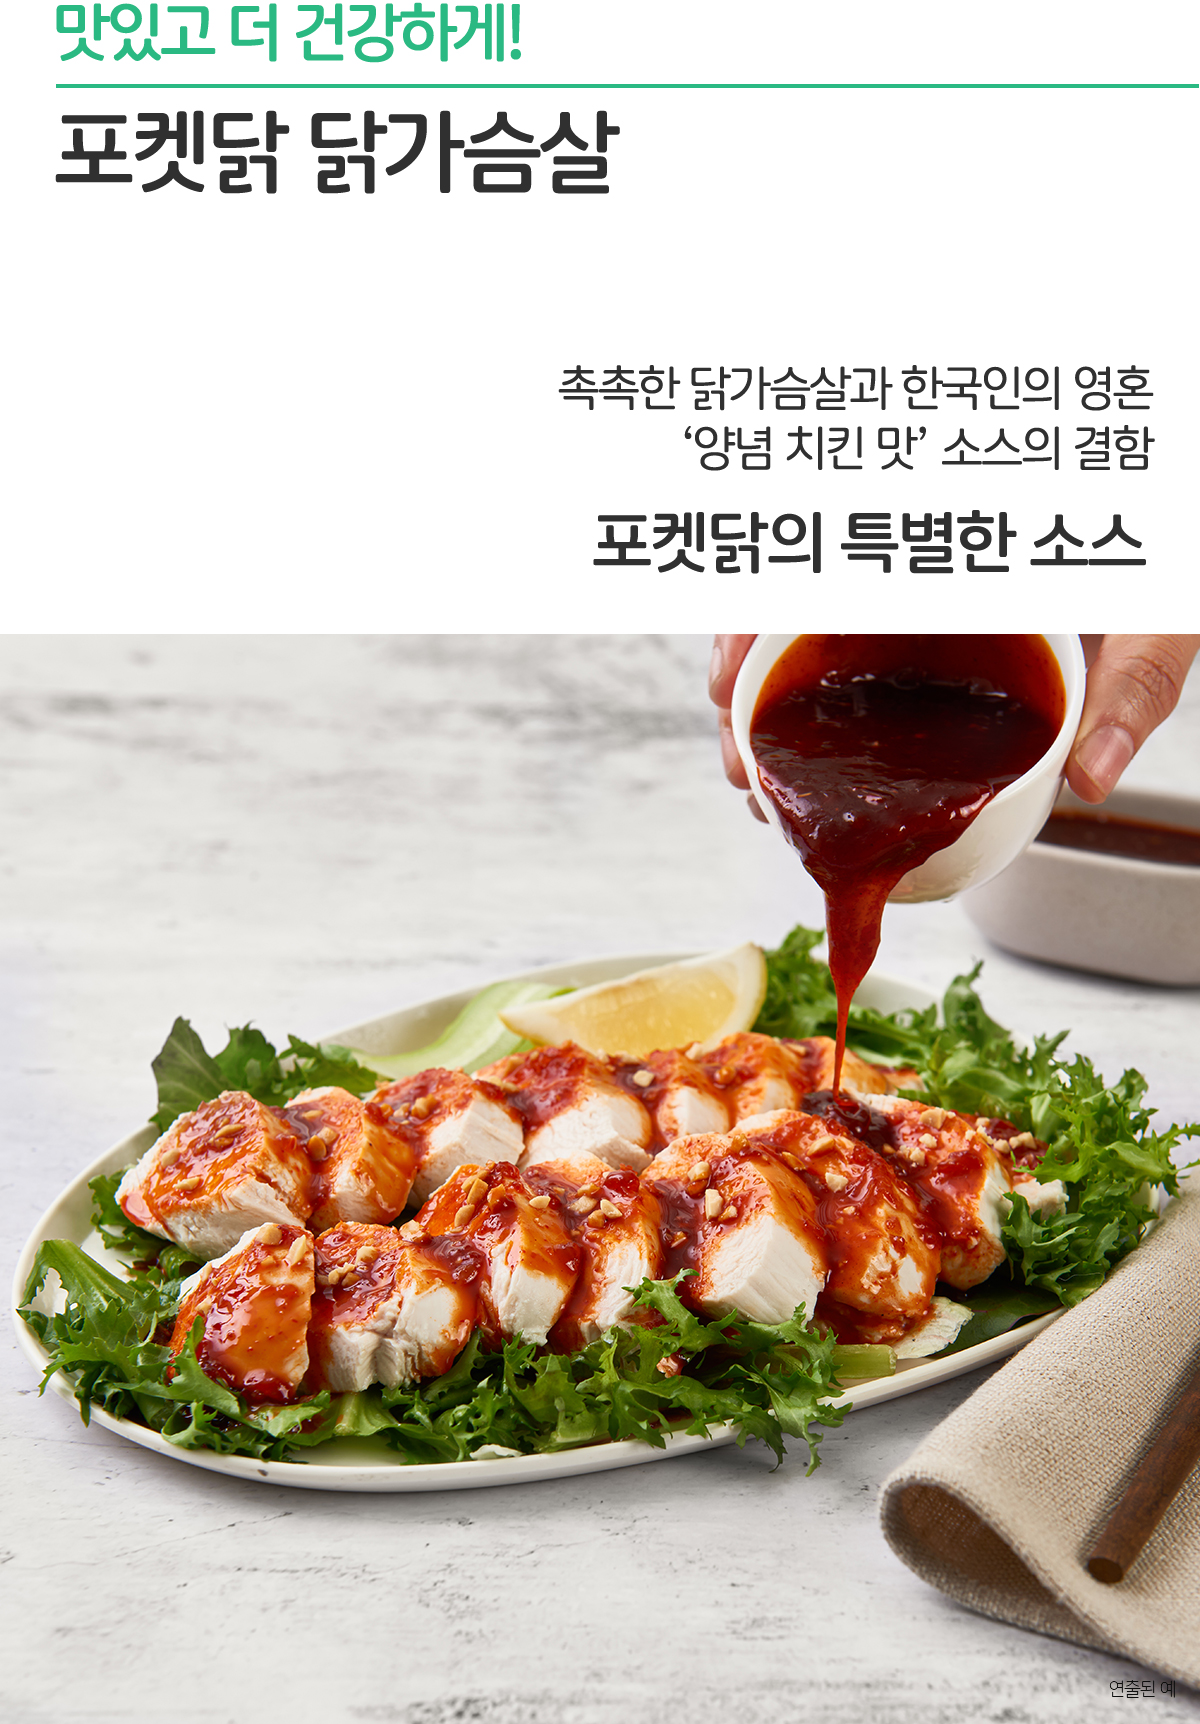 맛있고 더 건강하게!
포켓닭 닭가슴살
촉촉한 닭가슴살과 한국인의 영혼
‘양념 치킨 맛’ 소스의 결함
포켓닭의 특별한 소스
연출된 예